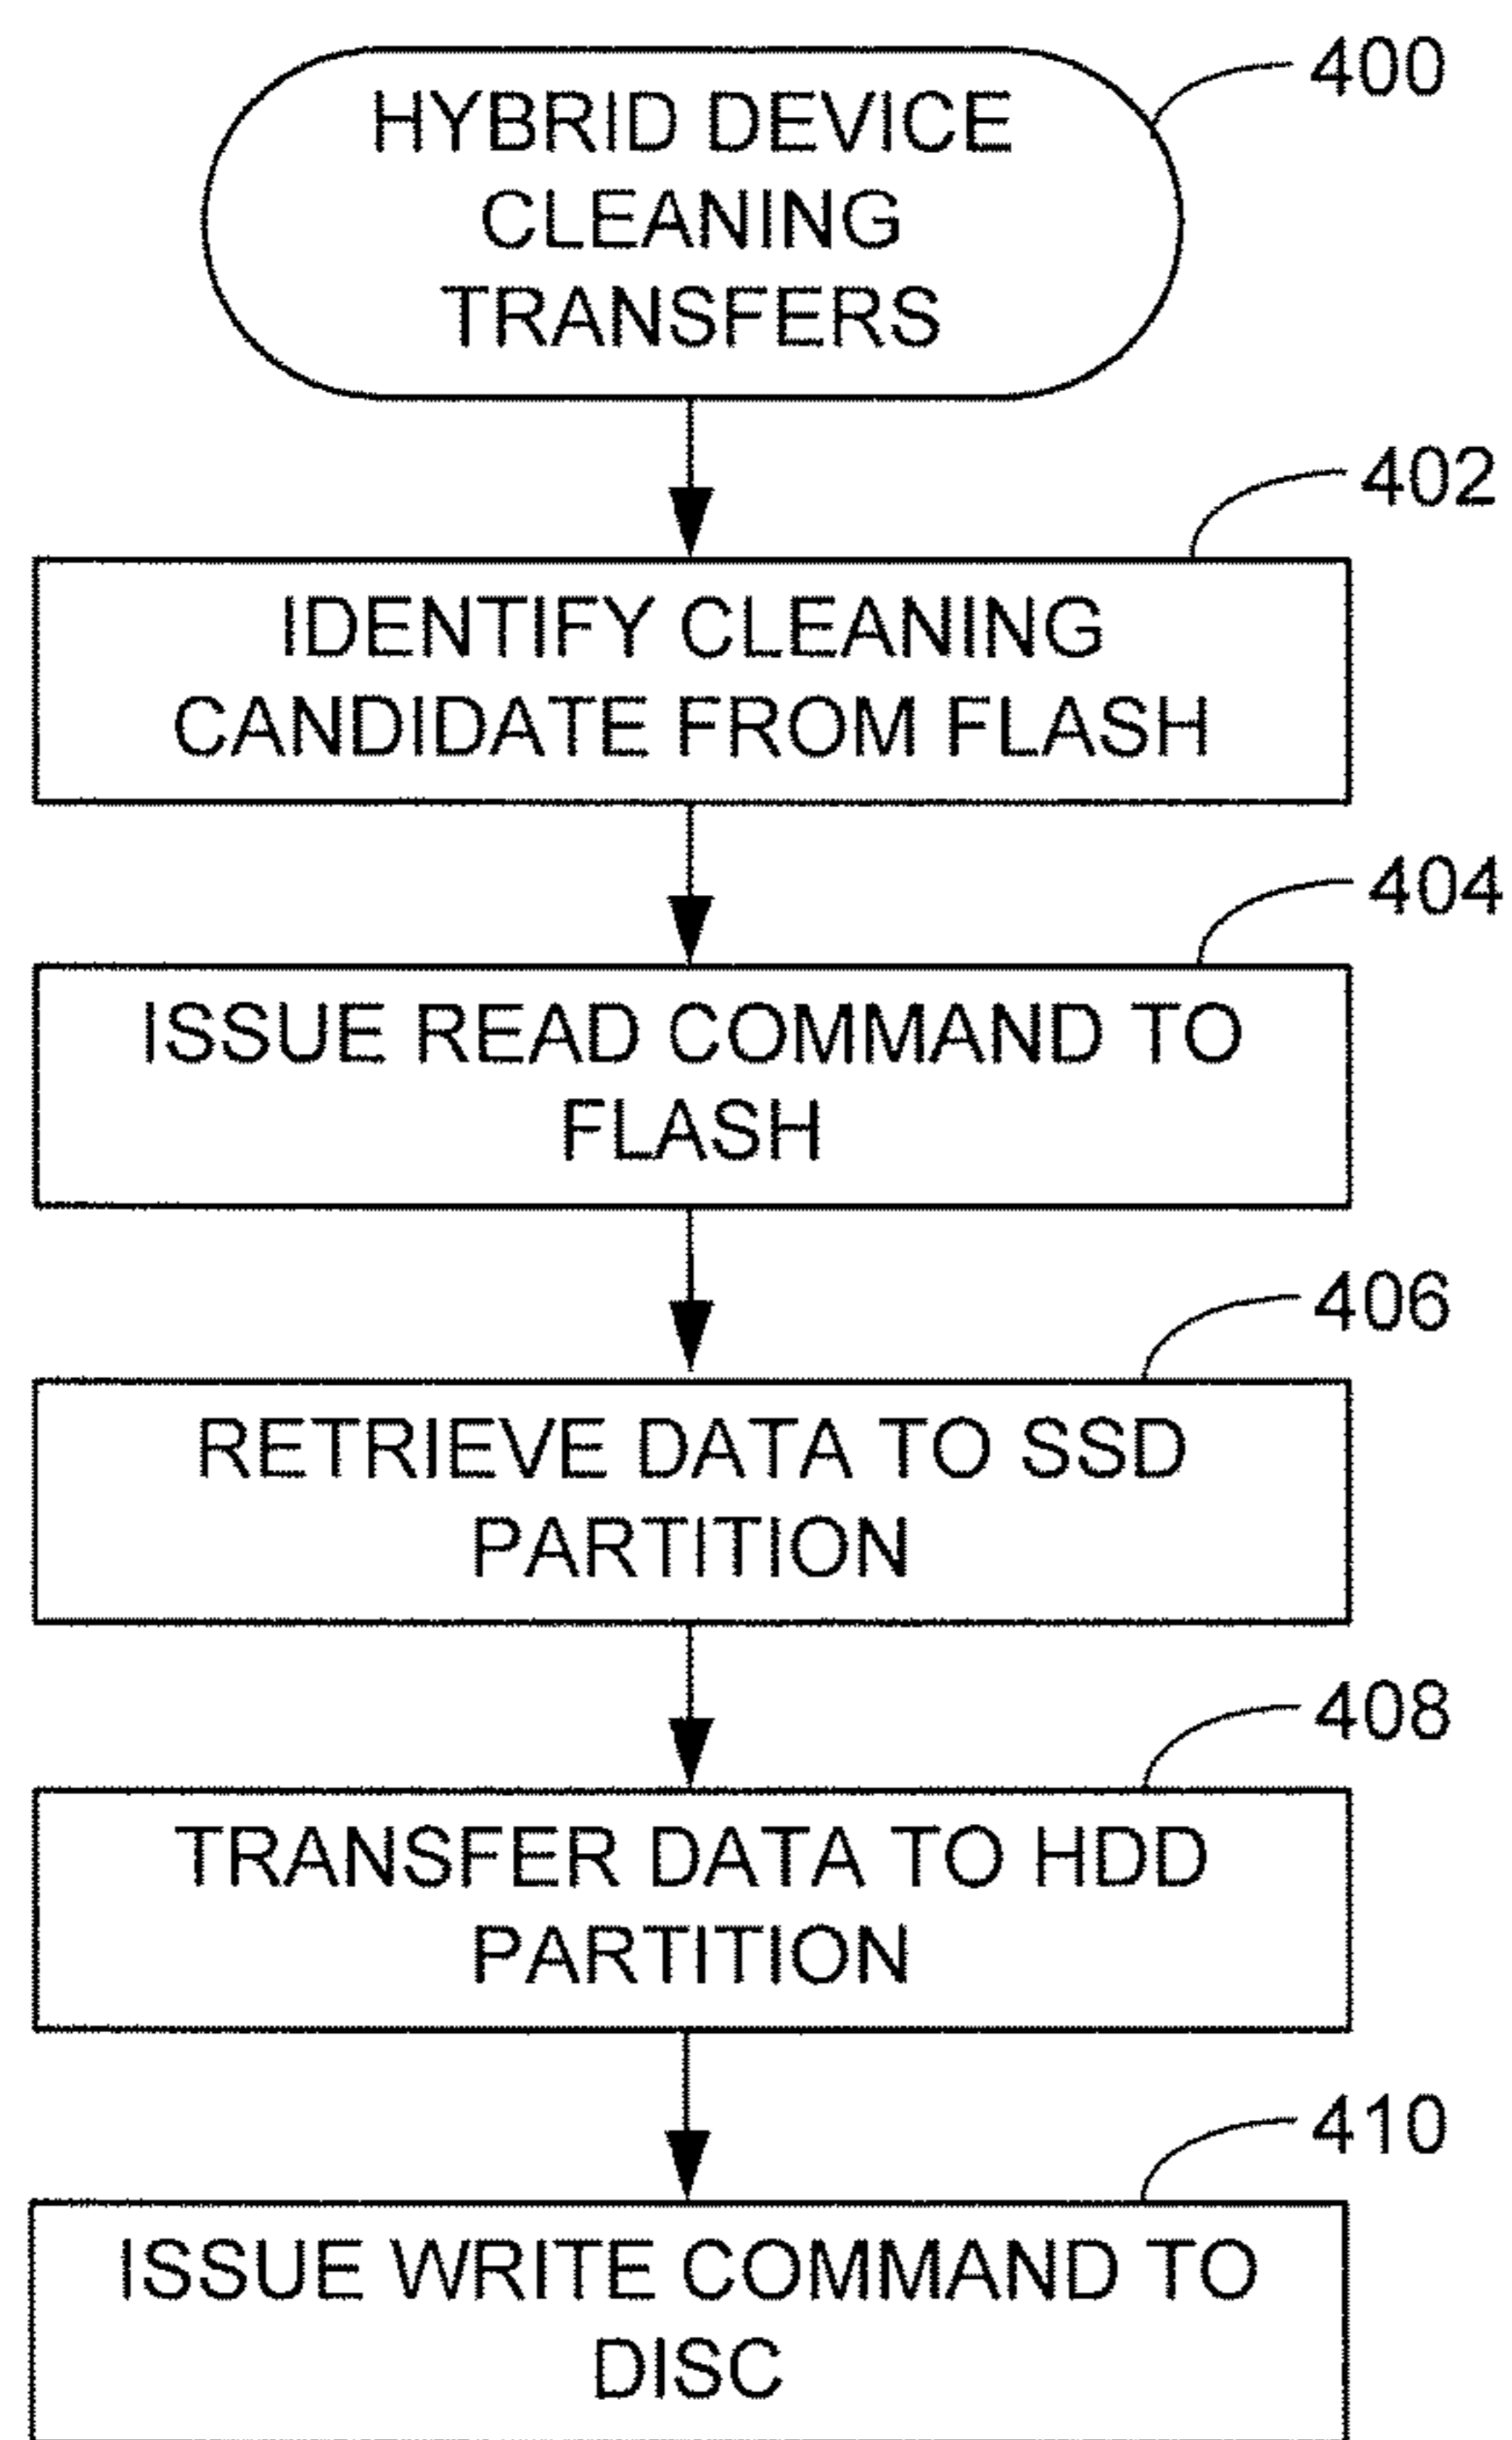 400
HYBRID DEVICE
CLEANING
TRANSFERS
402
IDENTIFY CLEANING
CANDIDATE FROM FLASH
404
ISSUE READ COMMAND TO
FLASH
406
RETRIEVE DATA TO SSD
PARTITION
408
TRANSFER DATA TO HDD
PARTITION
410
ISSUE WRITE COMMAND TO
DISC